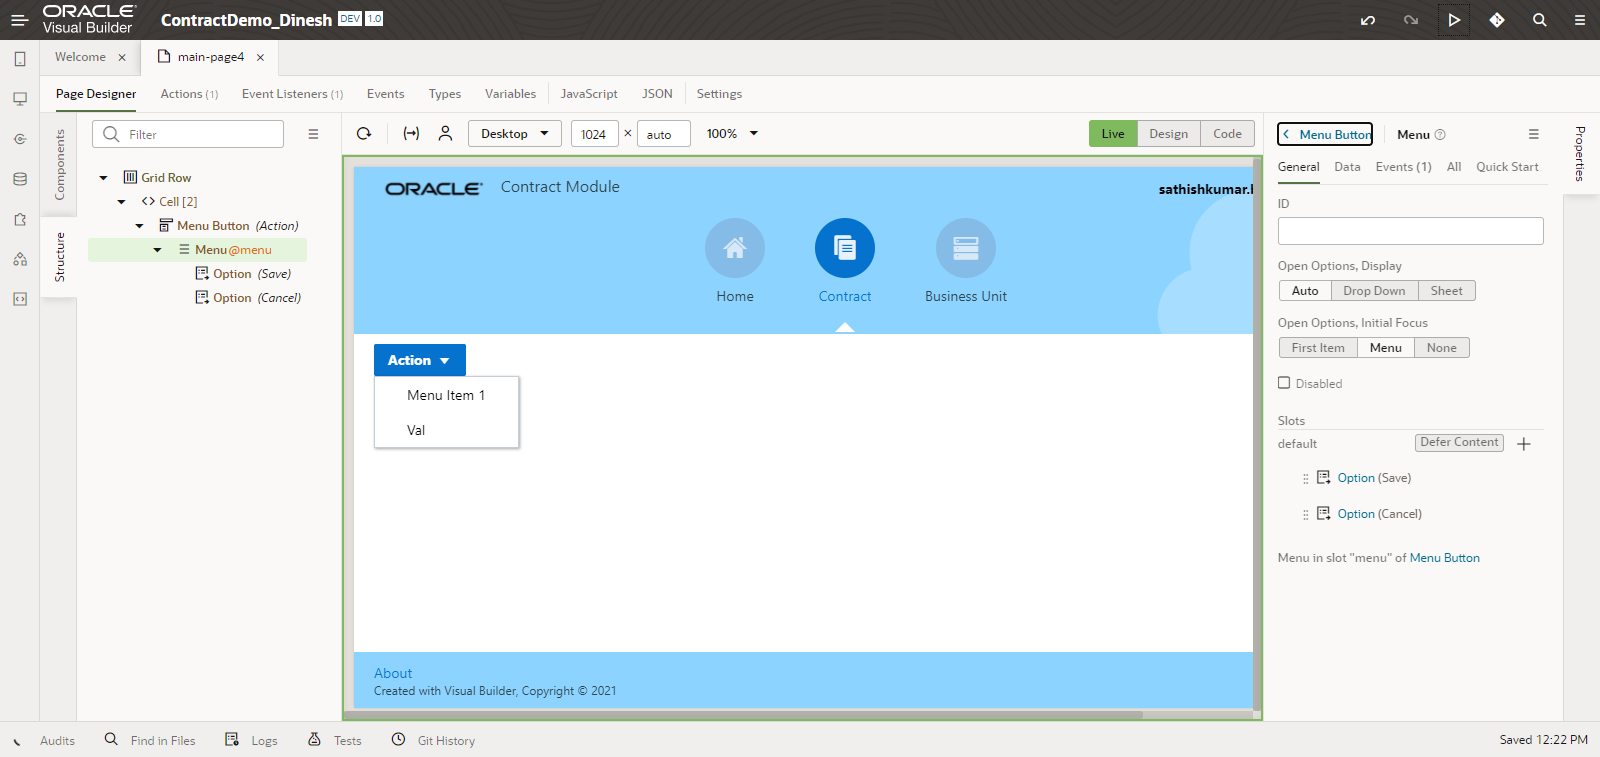 ORACLE
Visual Builder
ContractDemo_Dinesh DEV 1.0
Welcome × main-page4 ×
Page Designer Actions (1) Event Listeners (1) Events Types Variables JavaScript JSON Settings
Components
Structure
Filter
Grid Row
Cell [2]
Menu Button (Action)
Menu @menu
Option (Save)
Option (Cancel)
Desktop 1024 × auto 100% Live Design Code
ORACLE Contract Module
sathishkumar.
Home Contract Business Unit
Action
Menu Item 1
Val
About
Created with Visual Builder, Copyright © 2021
Menu Button Menu
General Data Events (1) All Quick Start
ID
Open Options, Display
Auto Drop Down Sheet
Open Options, Initial Focus
First Item Menu None
Disabled
Slots
default Defer Content
Option (Save)
Option (Cancel)
Menu in slot "menu" of Menu Button
Properties
Audits Find in Files Logs Tests Git History Saved 12:22 PM